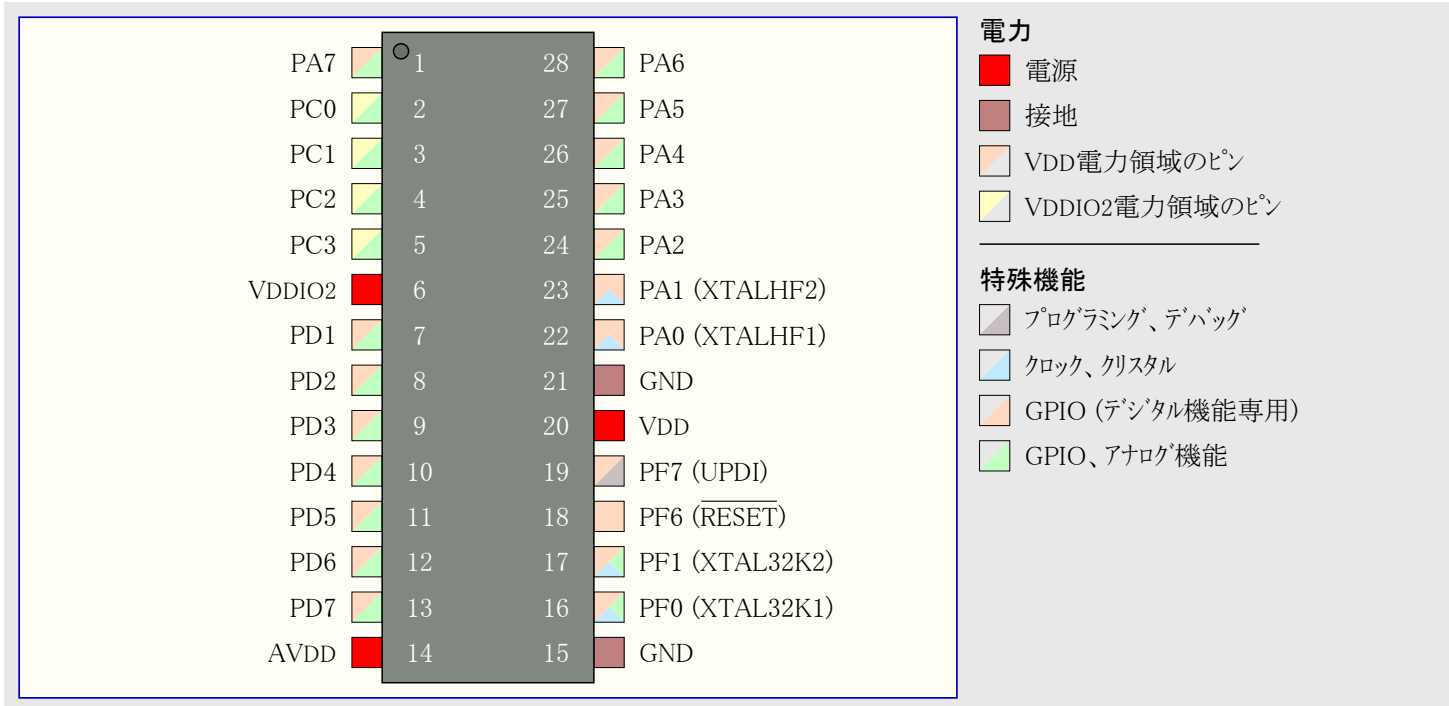 PA7 1 28 PA6
PC0 2 27 PA5
PC1 3 26 PA4
PC2 4 25 PA3
PC3 5 24 PA2
VDDIO2 6 23 PA1 (XTALHF2)
PD1 7 22 PA0 (XTALHF1)
PD2 8 21 GND
PD3 9 20 VDD
PD4 10 19 PF7 (UPDI)
PD5 11 18 PF6 (RESET)
PD6 12 17 PF1 (XTAL32K2)
PD7 13 16 PF0 (XTAL32K1)
AVDD 14 15 GND
電力
電源
接地
VDD電力領域のﾋﾟﾝ
VDDIO2電力領域のﾋﾟﾝ
特殊機能
ﾌﾟﾛｸﾞﾗﾐﾝｸﾞ、ﾃﾞﾊﾞｯｸﾞ
ｸﾛｯｸ、ｸﾘｽﾀﾙ
GPIO (ﾃﾞｼﾞﾀﾙ機能専用)
GPIO、ｱﾅﾛｸﾞ機能